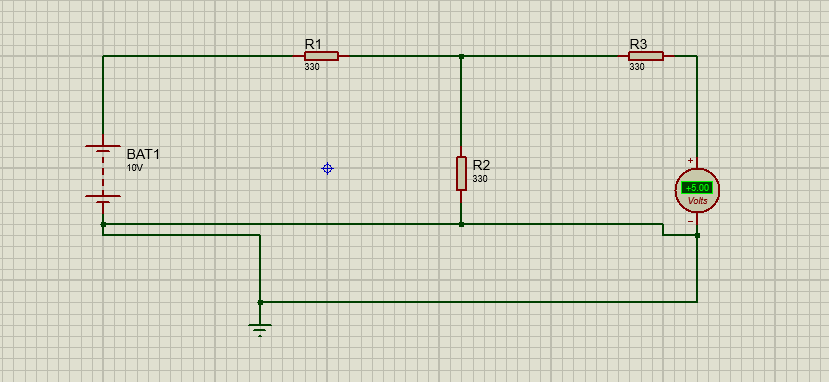 R1
330
R3
330
BAT1
10V
R2
330
+
+5.00
Volts
−